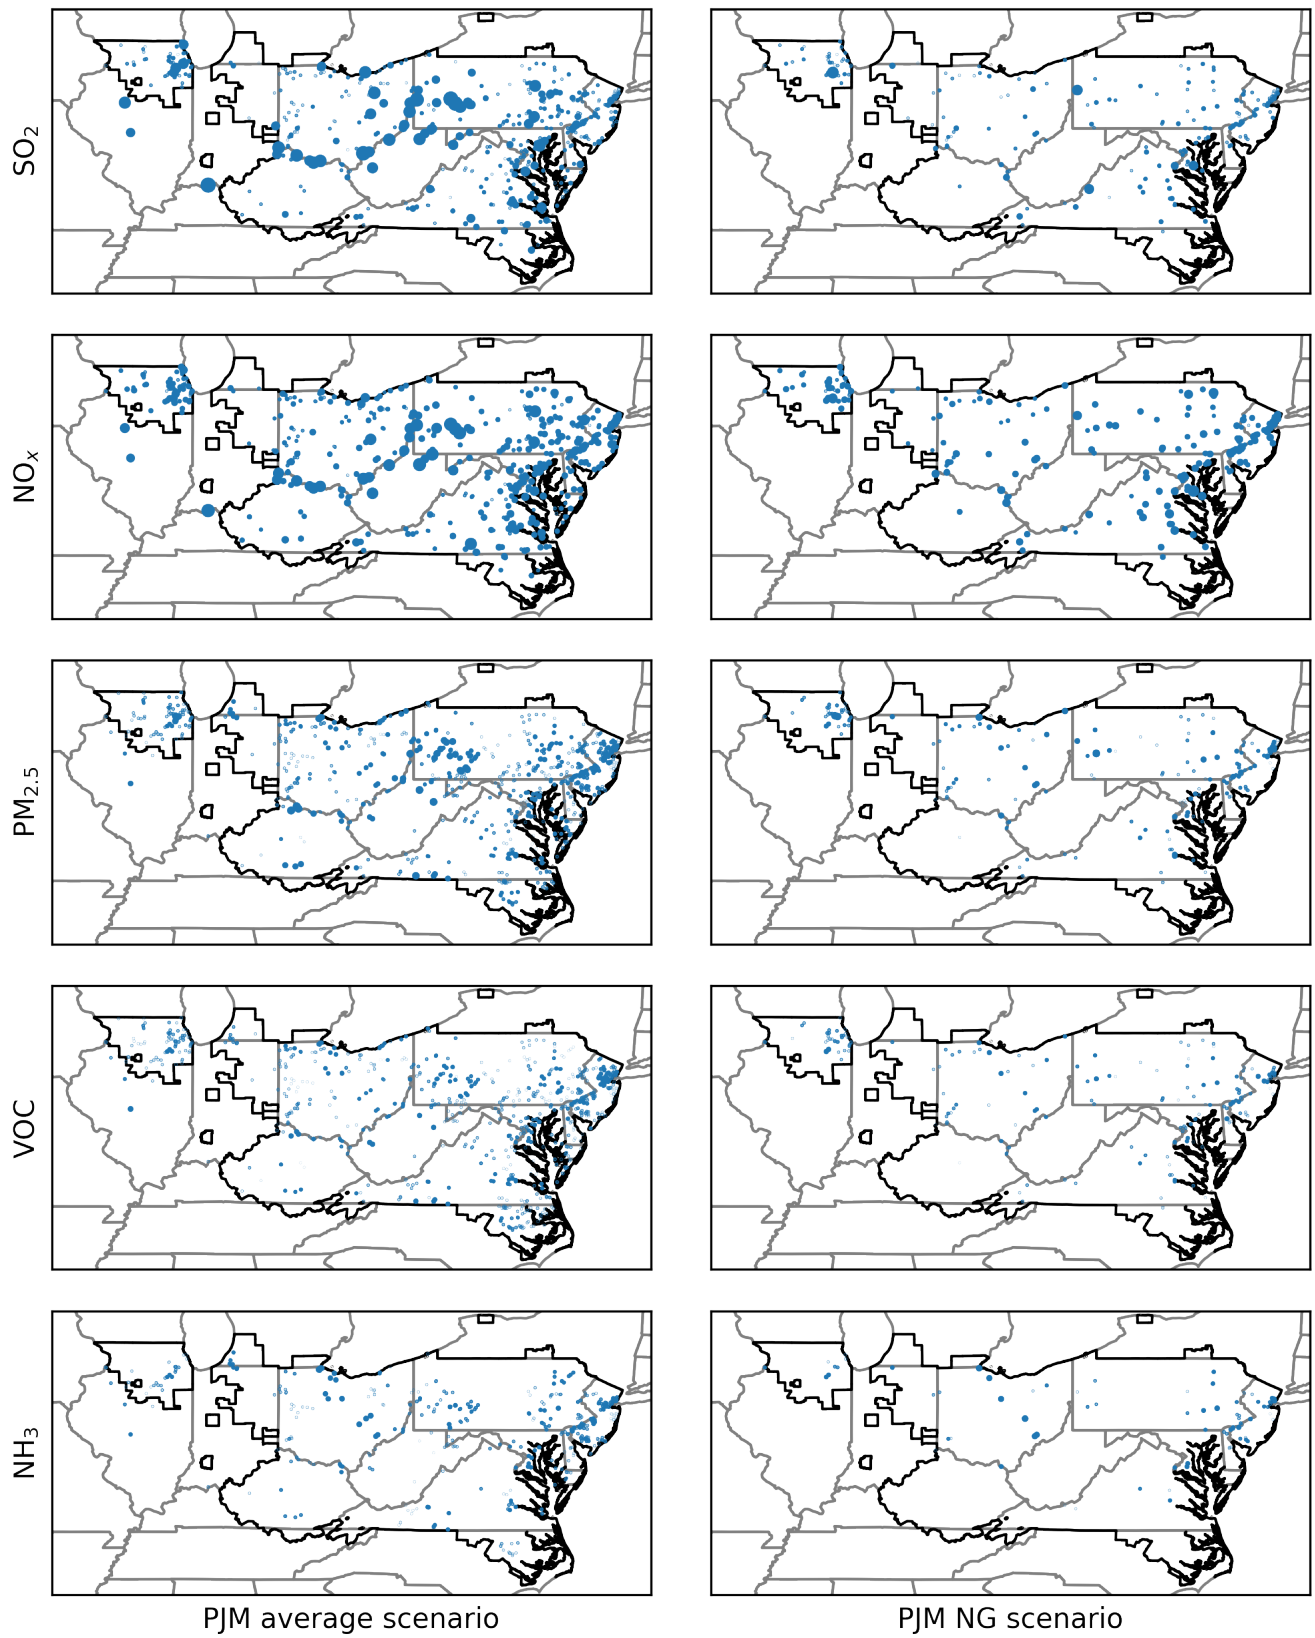 SO₂
NOₓ
PM₂.₅
VOC
NH₃
PJM average scenario
PJM NG scenario